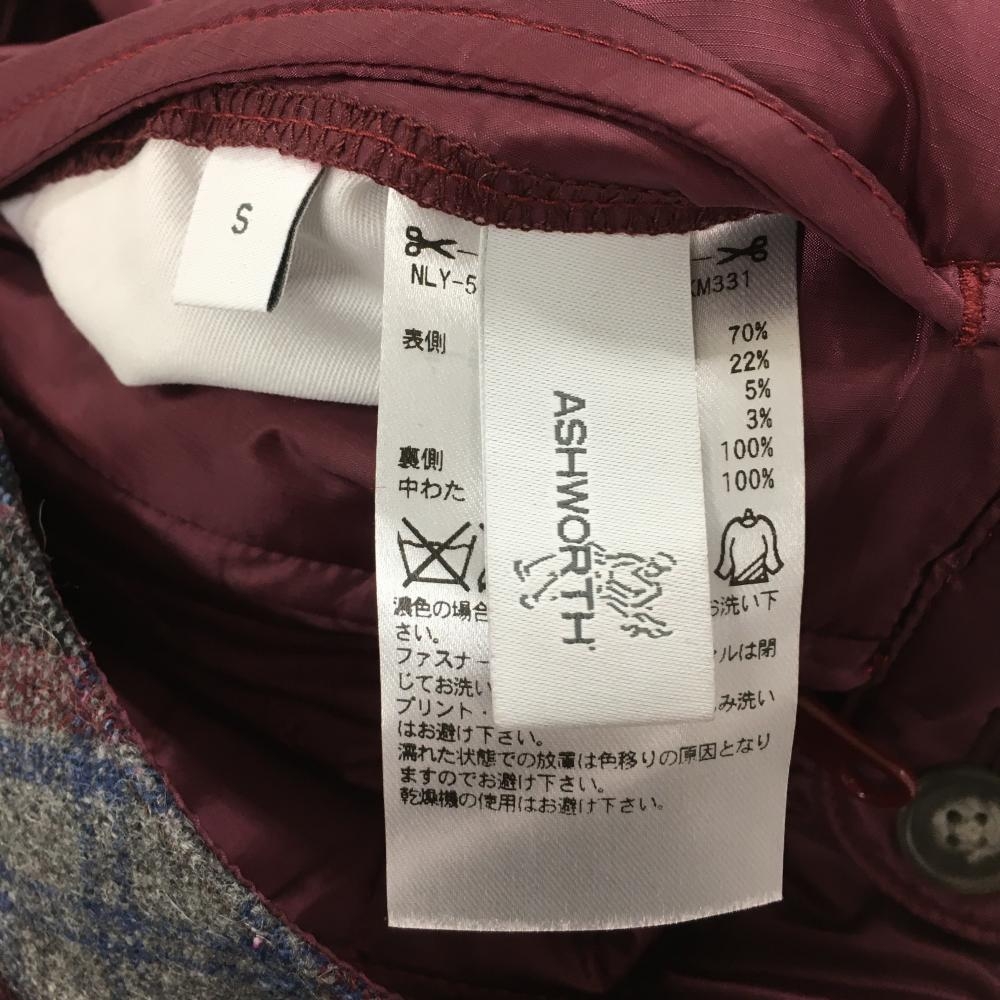 S
NLY-5 KM331
表側 70%
22%
5%
3%
裏側 100%
中わた 100%
ASHWORTH
濃色の場合 お洗い下
さい。
ファスナー ルは閉
じてお洗い
プリント・ み洗い
はお避け下さい。
濡れた状態での放置は色移りの原因となり
ますのでお避け下さい。
乾燥機の使用はお避け下さい。